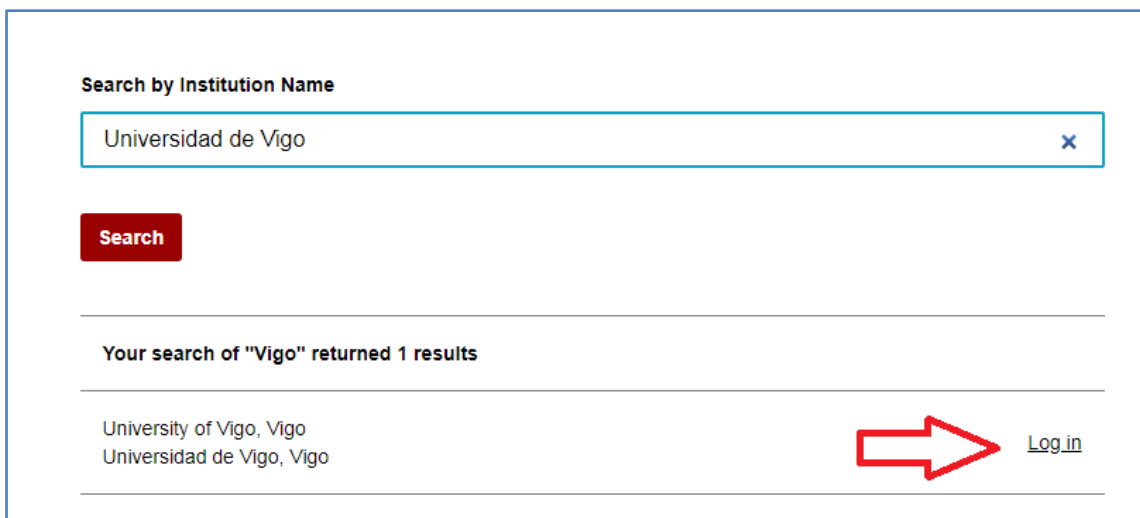 Search by Institution Name
Universidad de Vigo
Search
Your search of "Vigo" returned 1 results
University of Vigo, Vigo
Universidad de Vigo, Vigo
Log in